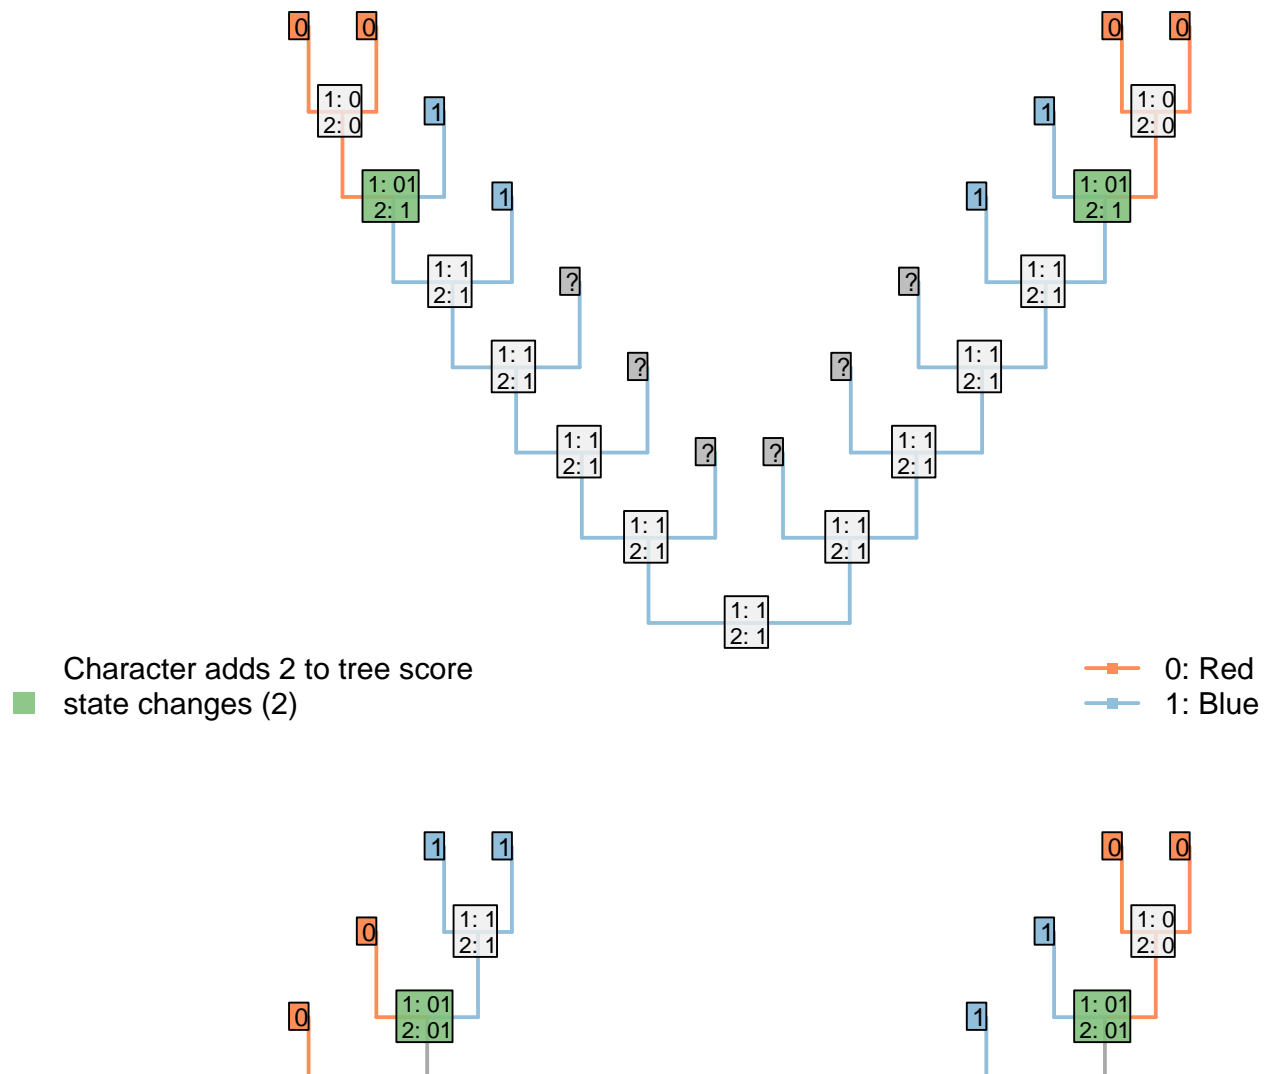 0 0 0 0
1: 0 1: 0
2: 0 1 1 2: 0
1: 01 1: 01
2: 1 1 1 2: 1
1: 1 1: 1
2: 1 ? ? 2: 1
1: 1 1: 1
2: 1 ? ? 2: 1
1: 1 1: 1
2: 1 ? ? 2: 1
1: 1 1: 1
2: 1 2: 1
1: 1
2: 1
Character adds 2 to tree score 0: Red
state changes (2) 1: Blue
1 1 0 0
1: 1 1: 0
0 2: 1 1 2: 0
1: 01 1: 01
0 2: 01 1 2: 01